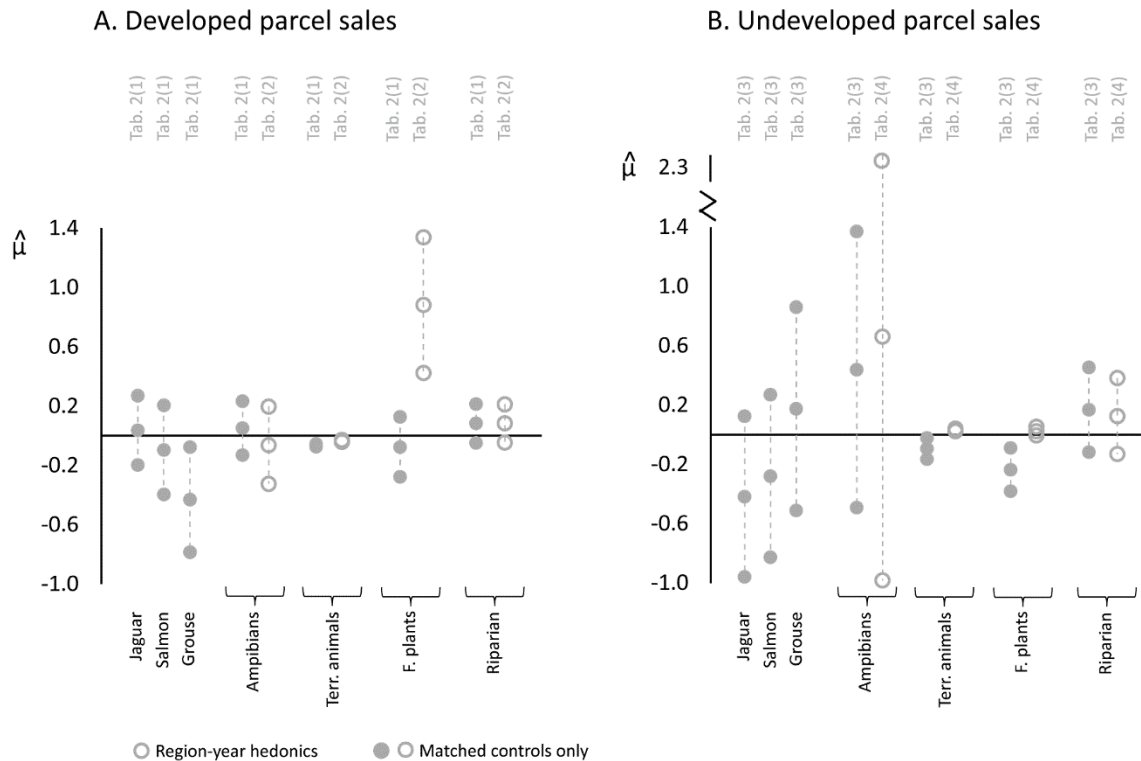 A. Developed parcel sales
Tab. 2(1)
Tab. 2(1)
Tab. 2(1)
Tab. 2(1)
Tab. 2(2)
Tab. 2(1)
Tab. 2(2)
Tab. 2(1)
Tab. 2(2)
Tab. 2(1)
Tab. 2(2)
μ̂
1.4
1.0
0.6
0.2
-0.2
-0.6
-1.0
Jaguar
Salmon
Grouse
Ampibians
Terr. animals
F. plants
Riparian
B. Undeveloped parcel sales
Tab. 2(3)
Tab. 2(3)
Tab. 2(3)
Tab. 2(3)
Tab. 2(4)
Tab. 2(3)
Tab. 2(4)
Tab. 2(3)
Tab. 2(4)
Tab. 2(3)
Tab. 2(4)
μ̂
2.3
1.4
1.0
0.6
0.2
-0.2
-0.6
-1.0
Jaguar
Salmon
Grouse
Ampibians
Terr. animals
F. plants
Riparian
Region-year hedonics
Matched controls only